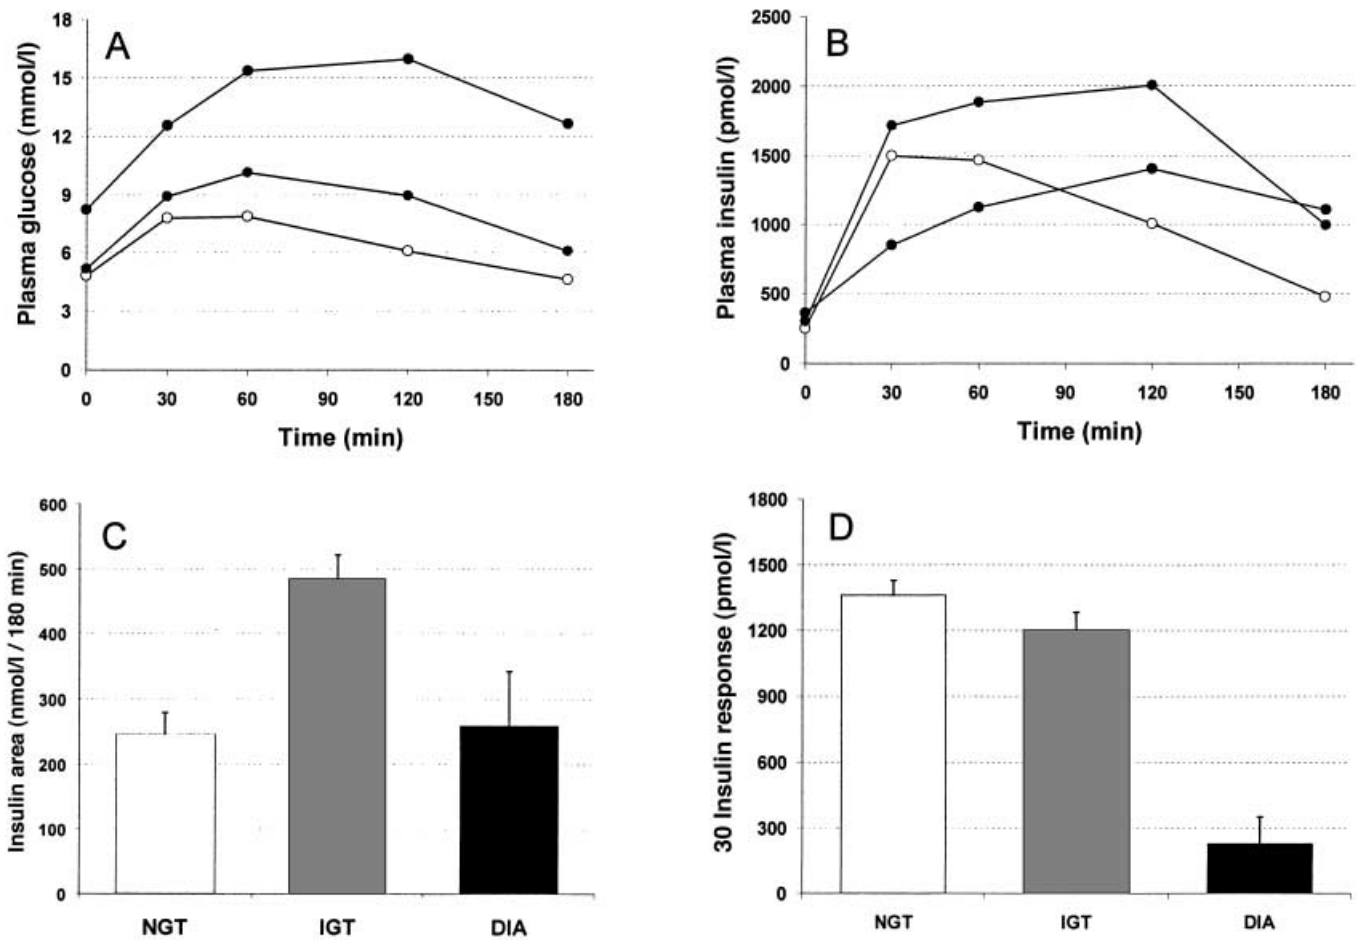 A
Plasma glucose (mmol/l)
18
15
12
9
6
3
0
0 30 60 90 120 150 180
Time (min)
B
Plasma insulin (pmol/l)
2500
2000
1500
1000
500
0
0 30 60 90 120 150 180
Time (min)
C
Insulin area (nmol/l / 180 min)
600
500
400
300
200
100
0
NGT IGT DIA
D
30 Insulin response (pmol/l)
1800
1500
1200
900
600
300
0
NGT IGT DIA